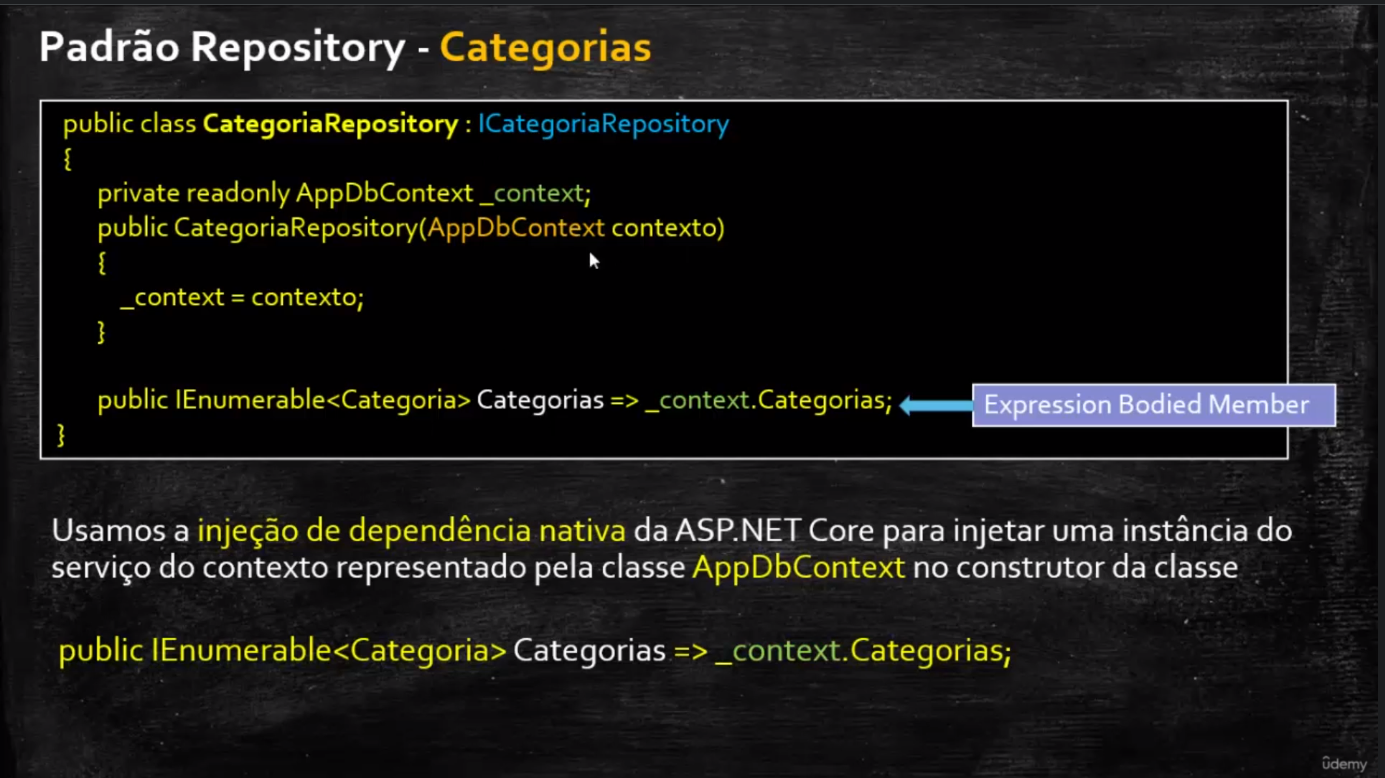 Padrão Repository - Categorias
public class CategoriaRepository : ICategoriaRepository
{
private readonly AppDbContext _context;
public CategoriaRepository(AppDbContext contexto)
{
_context = contexto;
}
public IEnumerable<Categoria> Categorias => _context.Categorias;
Expression Bodied Member
}
Usamos a injeção de dependência nativa da ASP.NET Core para injetar uma instância do
serviço do contexto representado pela classe AppDbContext no construtor da classe
public IEnumerable<Categoria> Categorias => _context.Categorias;
ûdemy